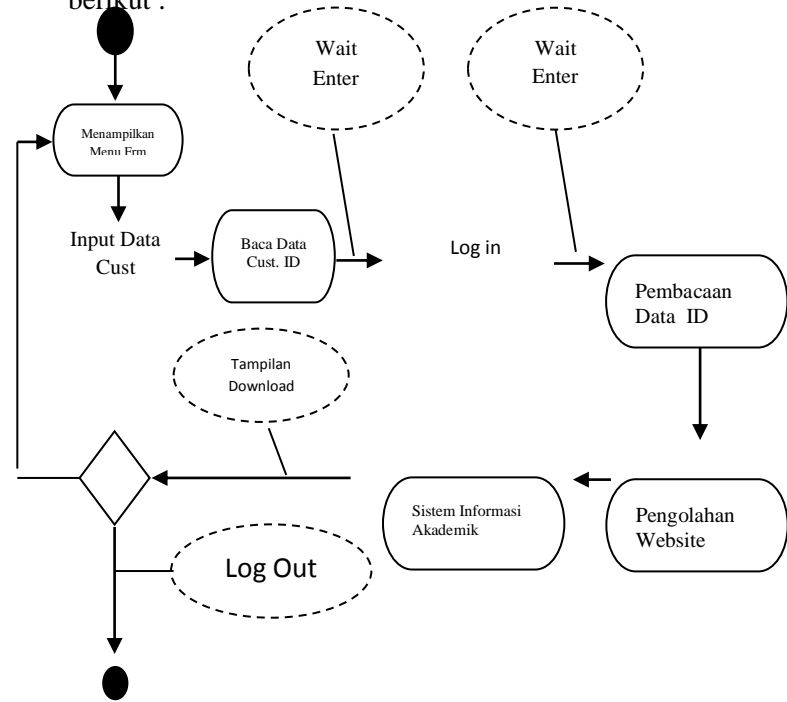 berikut :
Wait
Enter
Wait
Enter
Menampilkan
Menu Frm
Input Data
Cust
Baca Data
Cust. ID
Log in
Pembacaan
Data ID
Tampilan
Download
Sistem Informasi
Akademik
Pengolahan
Website
Log Out